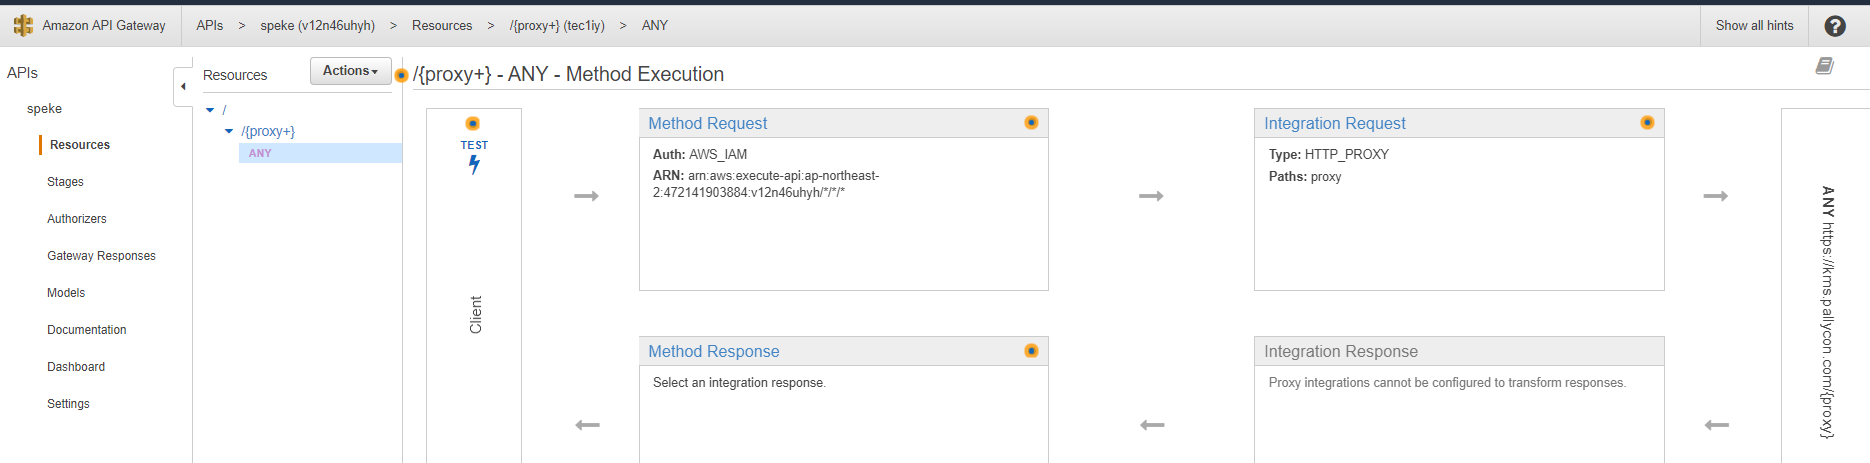 Amazon API Gateway
APIs > speke (v12n46uhyh) > Resources > /{proxy+} (tec1iy) > ANY
Show all hints
?
APIs
speke
Resources
Stages
Authorizers
Gateway Responses
Models
Documentation
Dashboard
Settings
Resources
Actions
/
/{proxy+}
ANY
/{proxy+} - ANY - Method Execution
TEST
Client
Method Request
Auth: AWS_IAM
ARN: arn:aws:execute-api:ap-northeast-
2:472141903884:v12n46uhyh/*/*/*
Integration Request
Type: HTTP_PROXY
Paths: proxy
Method Response
Select an integration response.
Integration Response
Proxy integrations cannot be configured to transform responses.
ANY https://kms.pallycon.com/{proxy}